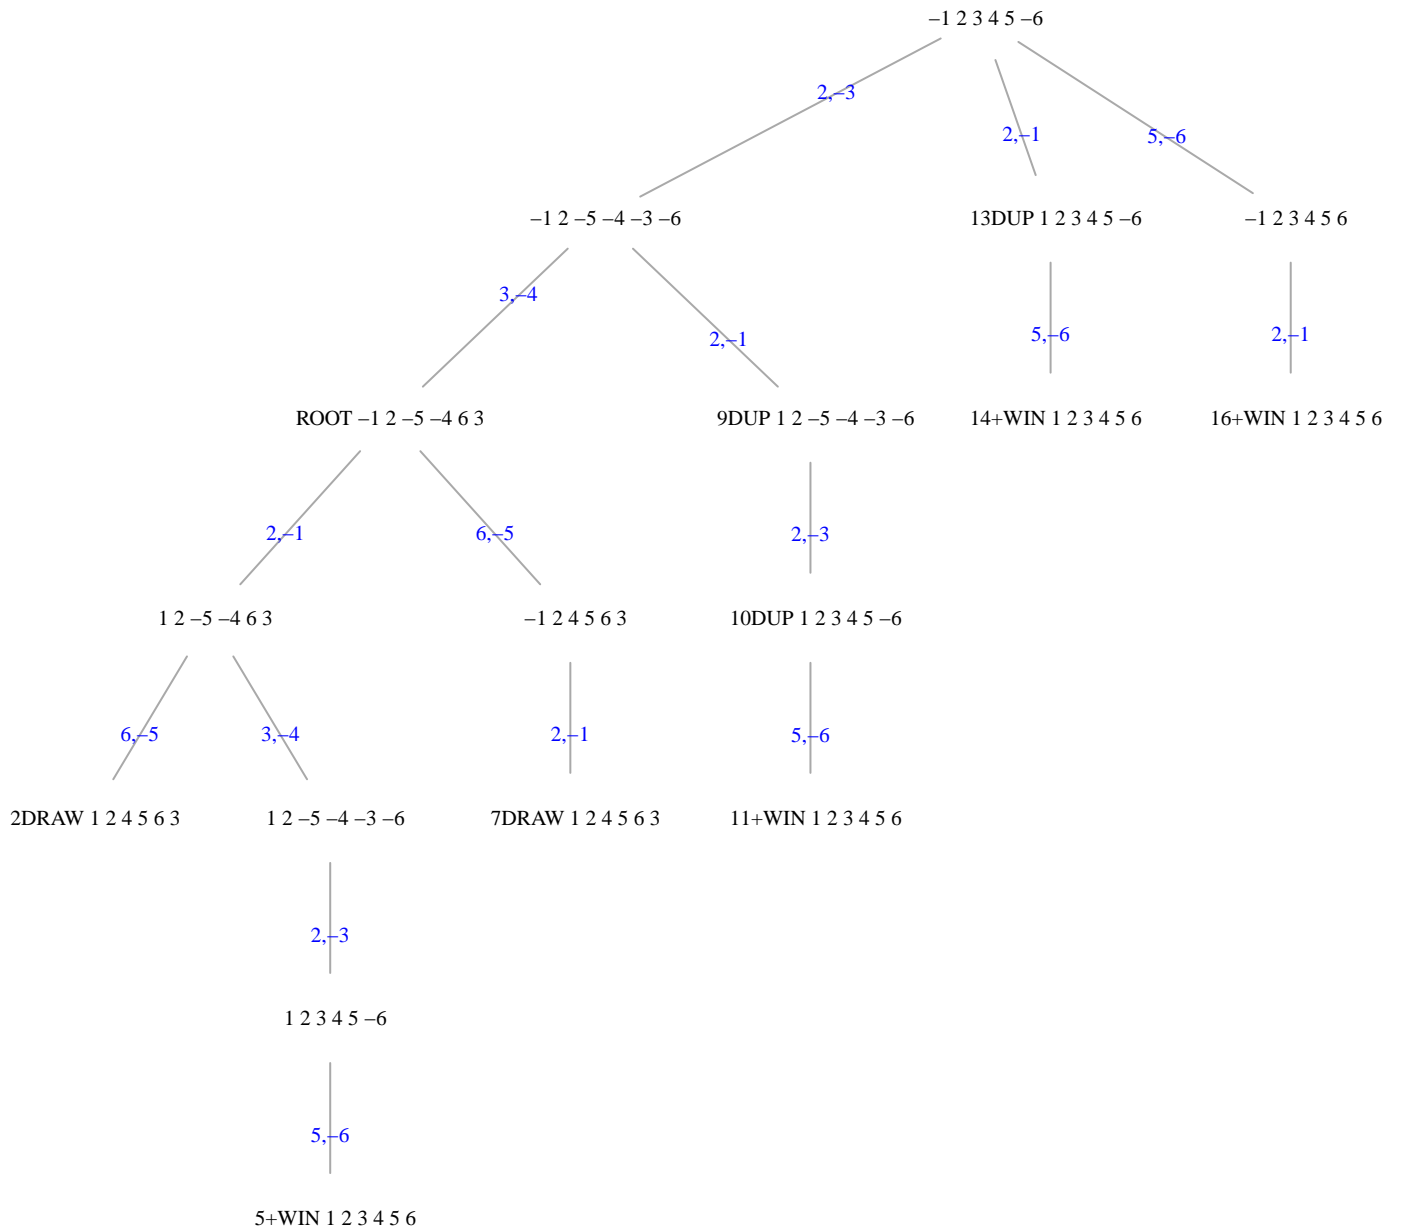 –1 2 3 4 5 –6
2,–3
2,–1
5,–6
–1 2 –5 –4 –3 –6
13DUP 1 2 3 4 5 –6
–1 2 3 4 5 6
3,–4
2,–1
5,–6
2,–1
ROOT –1 2 –5 –4 6 3
9DUP 1 2 –5 –4 –3 –6
14+WIN 1 2 3 4 5 6
16+WIN 1 2 3 4 5 6
2,–1
6,–5
2,–3
1 2 –5 –4 6 3
–1 2 4 5 6 3
10DUP 1 2 3 4 5 –6
6,–5
3,–4
2,–1
5,–6
2DRAW 1 2 4 5 6 3
1 2 –5 –4 –3 –6
7DRAW 1 2 4 5 6 3
11+WIN 1 2 3 4 5 6
2,–3
1 2 3 4 5 –6
5,–6
5+WIN 1 2 3 4 5 6